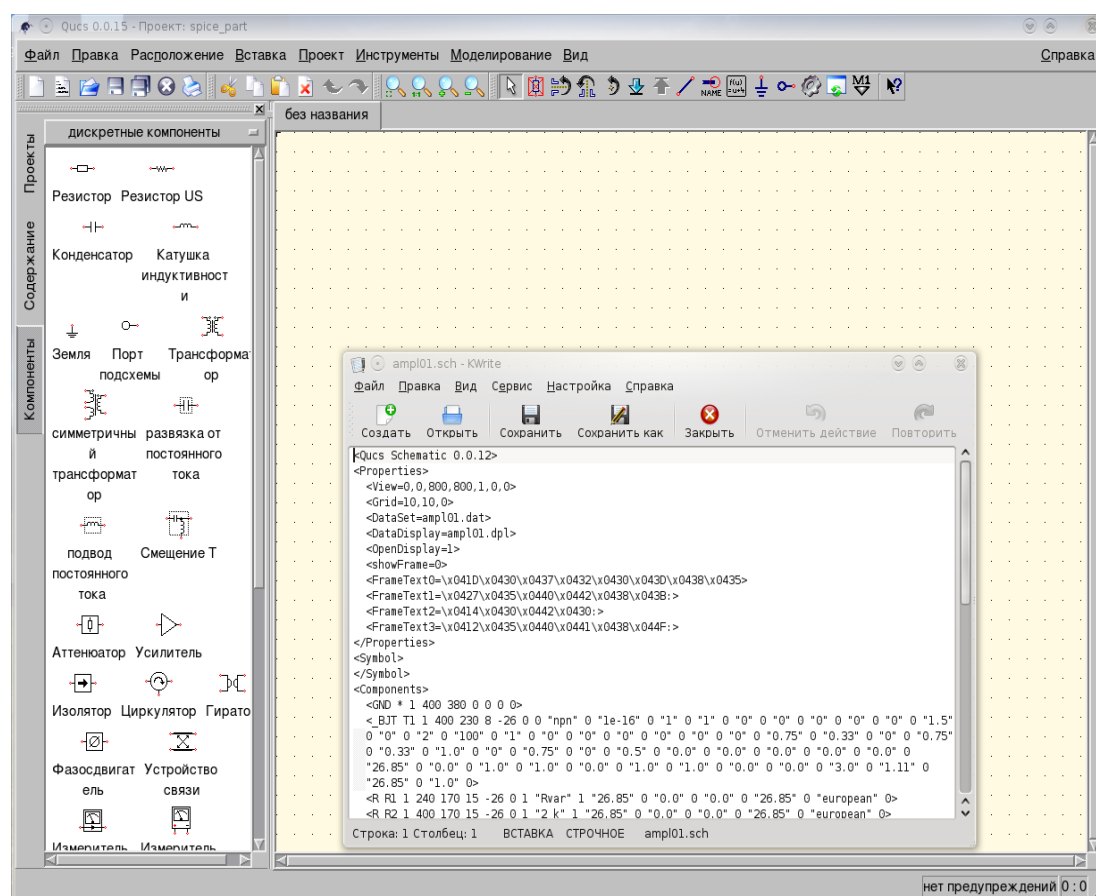 Qucs 0.0.15 - Проект: spice_part
Файл Правка Расположение Вставка Проект Инструменты Моделирование Вид Справка
NAME
f(ω)
=u+4
M1
без названия
Проекты
Содержание
Компоненты
дискретные компоненты
Резистор Резистор US
Конденсатор Катушка
индуктивност
и
Земля Порт Трансформа
подсхемы ор
симметричны развязка от
й постоянного
трансформат тока
ор
подвод Смещение T
постоянного
тока
Аттенюатор Усилитель
Изолятор Циркулятор Гирато
Фазосдвигат Устройство
ель связи
Измеритель Измеритель
ampl01.sch - KWrite
Файл Правка Вид Сервис Настройка Справка
Создать Открыть Сохранить Сохранить как Закрыть Отменить действие Повторить
<Qucs Schematic 0.0.12>
<Properties>
<View=0,0,800,800,1,0,0>
<Grid=10,10,0>
<DataSet=ampl01.dat>
<DataDisplay=ampl01.dpl>
<OpenDisplay=1>
<showFrame=0>
<FrameText0=\x041D\x0430\x0437\x0432\x0430\x043D\x0438\x0435>
<FrameText1=\x0427\x0435\x0440\x0442\x0438\x043B:>
<FrameText2=\x0414\x0430\x0442\x0430:>
<FrameText3=\x0412\x0435\x0440\x0441\x0438\x044F:>
</Properties>
<Symbol>
</Symbol>
<Components>
<GND * 1 400 380 0 0 0 0>
<_BJT T1 1 400 230 8 -26 0 0 "npn" 0 "1e-16" 0 "1" 0 "1" 0 "0" 0 "0" 0 "0" 0 "0" 0 "0" 0 "1.5"
0 "0" 0 "2" 0 "100" 0 "1" 0 "0" 0 "0" 0 "0" 0 "0" 0 "0" 0 "0" 0 "0.75" 0 "0.33" 0 "0" 0 "0.75"
0 "0.33" 0 "1.0" 0 "0" 0 "0.75" 0 "0" 0 "0.5" 0 "0.0" 0 "0.0" 0 "0.0" 0 "0.0" 0 "0.0" 0
"26.85" 0 "0.0" 0 "1.0" 0 "1.0" 0 "0.0" 0 "1.0" 0 "1.0" 0 "0.0" 0 "0.0" 0 "3.0" 0 "1.11" 0
"26.85" 0 "1.0" 0>
<R R1 1 240 170 15 -26 0 1 "Rvar" 1 "26.85" 0 "0.0" 0 "0.0" 0 "26.85" 0 "european" 0>
<R R2 1 400 170 15 -26 0 1 "2 k" 1 "26.85" 0 "0.0" 0 "0.0" 0 "26.85" 0 "european" 0>
Строка: 1 Столбец: 1 ВСТАВКА СТРОЧНОЕ ampl01.sch
нет предупреждений 0 : 0